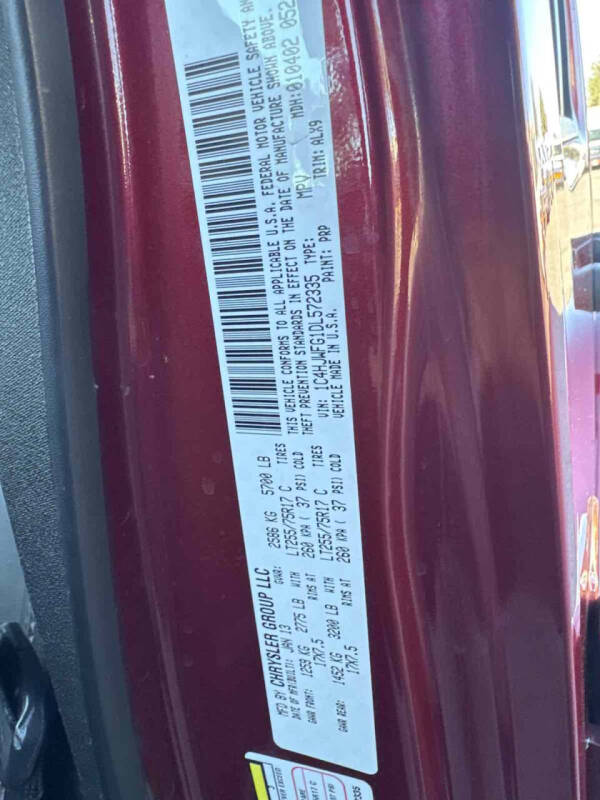 MFD BY CHRYSLER GROUP LLC
DATE OF MFR(BUILT): JAN 13 GVWR: 2586 KG 5700 LB
GAWR FRONT: 1259 KG 2775 LB WITH LT255/75R17 C TIRES
17X7.5 RIMS AT 260 KPA ( 37 PSI) COLD
GAWR REAR: 1452 KG 3200 LB WITH LT255/75R17 C TIRES
17X7.5 RIMS AT 260 KPA ( 37 PSI) COLD
THIS VEHICLE CONFORMS TO ALL APPLICABLE U.S.A. FEDERAL MOTOR VEHICLE SAFETY
THEFT PREVENTION STANDARDS IN EFFECT ON THE DATE OF MANUFACTURE SHOWN ABOVE.
VIN: 1C4HJWFG1DL572335 TYPE: MPV MDH: 010402 052
VEHICLE MADE IN U.S.A. PAINT: PRP TRIM: ALX9